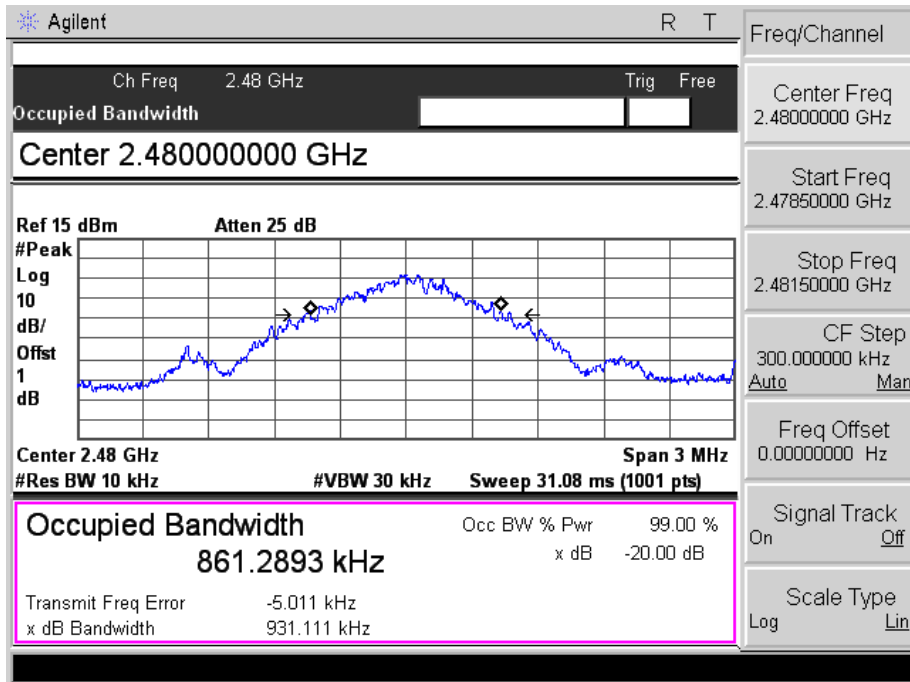 Agilent R T
Ch Freq 2.48 GHz Trig Free
Occupied Bandwidth
Center 2.480000000 GHz
Ref 15 dBm Atten 25 dB
#Peak
Log
10
dB/
Offst
1
dB
Center 2.48 GHz Span 3 MHz
#Res BW 10 kHz #VBW 30 kHz Sweep 31.08 ms (1001 pts)
Occupied Bandwidth Occ BW % Pwr 99.00 %
861.2893 kHz x dB -20.00 dB
Transmit Freq Error -5.011 kHz
x dB Bandwidth 931.111 kHz
Freq/Channel
Center Freq
2.48000000 GHz
Start Freq
2.47850000 GHz
Stop Freq
2.48150000 GHz
CF Step
300.000000 kHz
Auto Man
Freq Offset
0.00000000 Hz
Signal Track
On Off
Scale Type
Log Lin